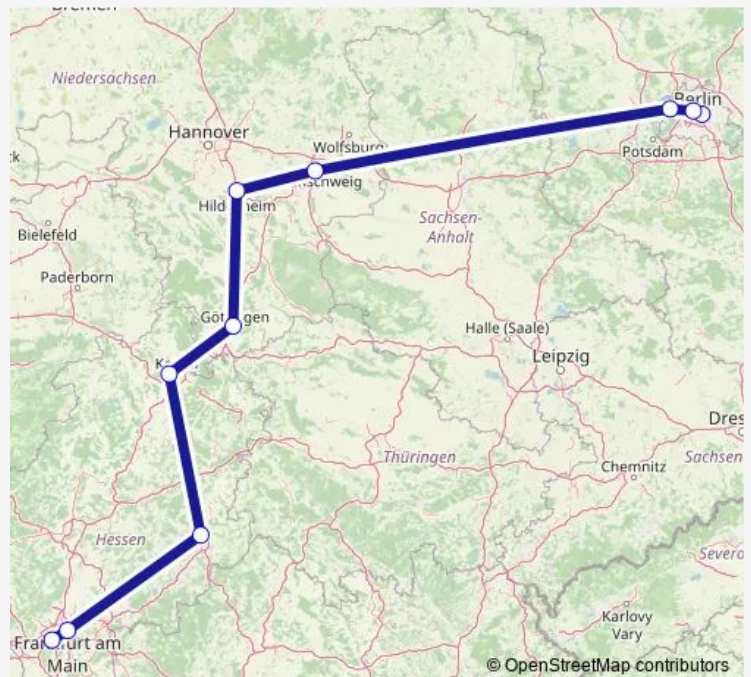 Niedersachsen
Berlin
Hannover
Wolfsburg
Potsdam
Sachsen-
Anhalt
Bielefeld
Paderborn
Halle (Saale)
Leipzig
Thüringen
Chemnitz
Sachsen
Hessen
Karlovy
Vary
Main
© OpenStreetMap contributors